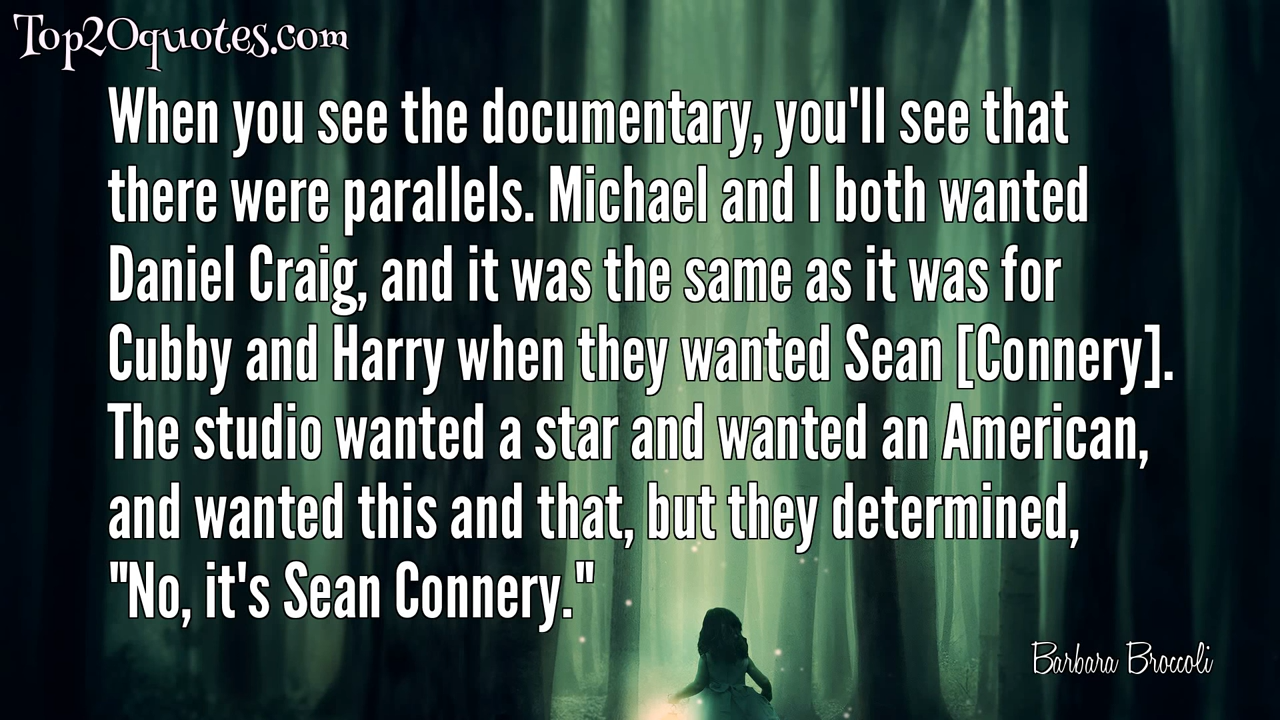 Top20quotes.com
When you see the documentary, you'll see that
there were parallels. Michael and I both wanted
Daniel Craig, and it was the same as it was for
Cubby and Harry when they wanted Sean [Connery].
The studio wanted a star and wanted an American,
and wanted this and that, but they determined,
"No, it's Sean Connery."
Barbara Broccoli